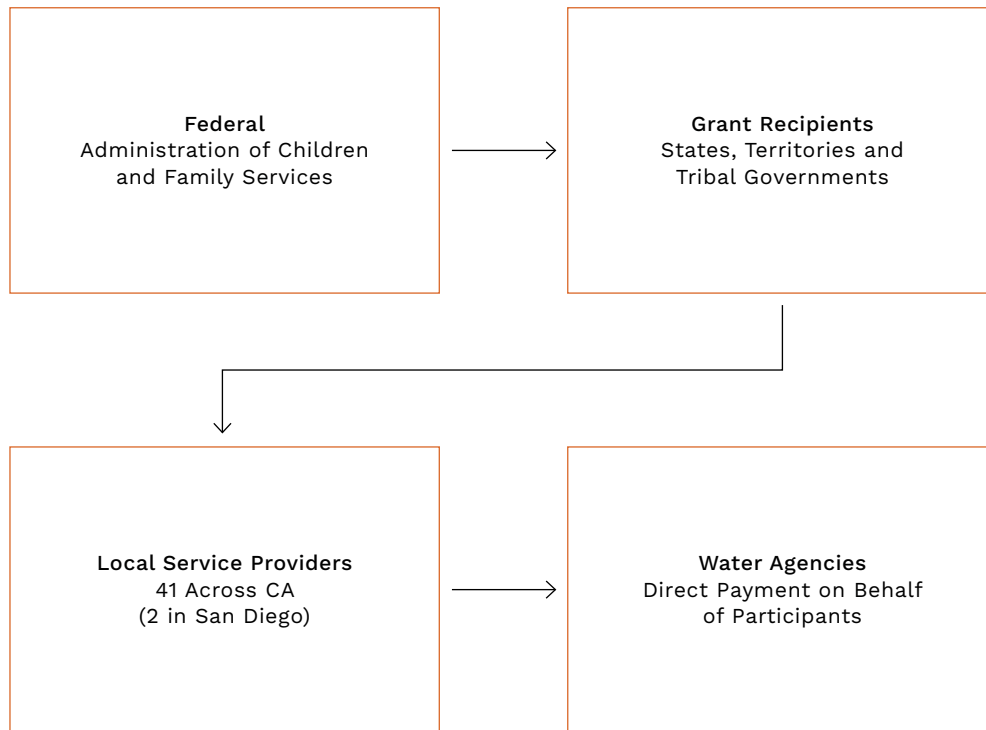 Federal
Administration of Children
and Family Services
Grant Recipients
States, Territories and
Tribal Governments
Local Service Providers
41 Across CA
(2 in San Diego)
Water Agencies
Direct Payment on Behalf
of Participants